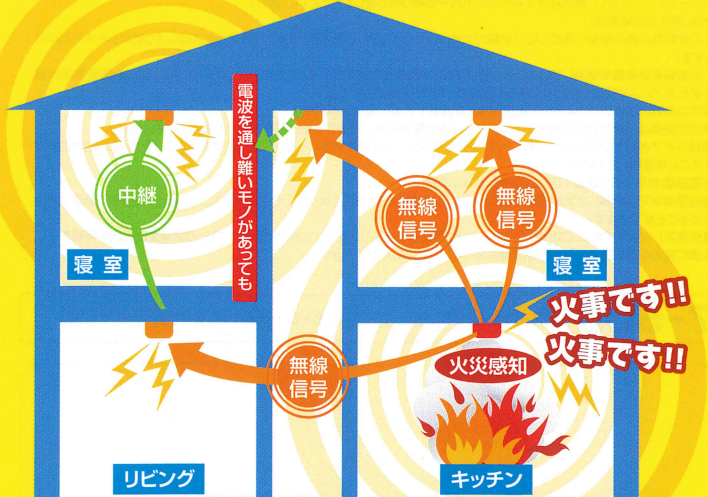 電波を通し難いモノがあっても
中継
無線
信号
無線
信号
寝室
寝室
火事です!!
火事です!!
無線
信号
火災感知
リビング
キッチン